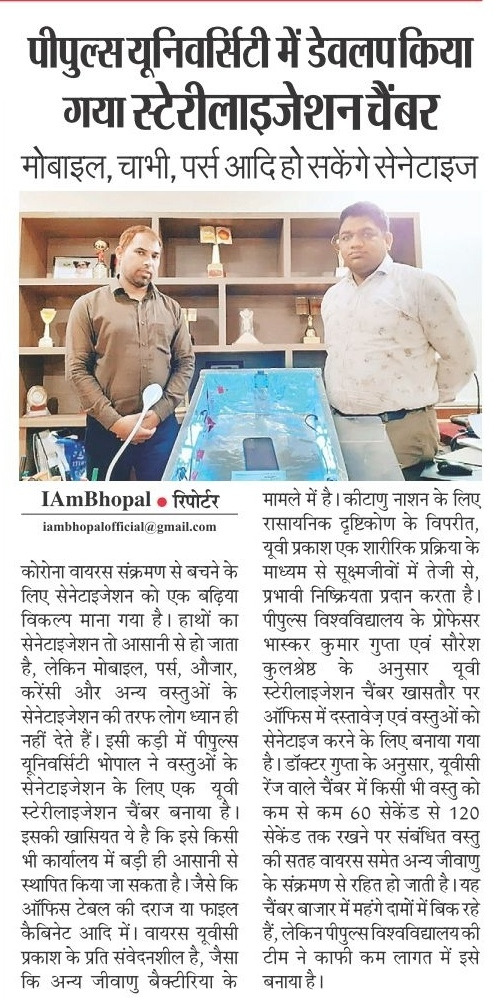 पीपुल्स यूनिवर्सिटी में डेवलप किया
गया स्टेरीलाइजेशन चैंबर
मोबाइल, चाभी, पर्स आदि हो सकेंगे सेनेटाइज
IAmBhopal ● रिपोर्टर
iambhopalofficial@gmail.com
कोरोना वायरस संक्रमण से बचने के
लिए सेनेटाइजेशन को एक बढ़िया
विकल्प माना गया है। हाथों का
सेनेटाइजेशन तो आसानी से हो जाता
है, लेकिन मोबाइल, पर्स, औजार,
करेंसी और अन्य वस्तुओं के
सेनेटाइजेशन की तरफ लोग ध्यान ही
नहीं देते हैं। इसी कड़ी में पीपुल्स
यूनिवर्सिटी भोपाल ने वस्तुओं के
सेनेटाइजेशन के लिए एक यूवी
स्टेरीलाइजेशन चैंबर बनाया है।
इसकी खासियत ये है कि इसे किसी
भी कार्यालय में बड़ी ही आसानी से
स्थापित किया जा सकता है। जैसे कि
ऑफिस टेबल की दराज या फाइल
कैबिनेट आदि में। वायरस यूवीसी
प्रकाश के प्रति संवेदनशील है, जैसा
कि अन्य जीवाणु बैक्टीरिया के
मामले में है। कीटाणु नाशन के लिए
रासायनिक दृष्टिकोण के विपरीत,
यूवी प्रकाश एक शारीरिक प्रक्रिया के
माध्यम से सूक्ष्मजीवों में तेजी से,
प्रभावी निष्क्रियता प्रदान करता है।
पीपुल्स विश्वविद्यालय के प्रोफेसर
भास्कर कुमार गुप्ता एवं सौरेश
कुलश्रेष्ठ के अनुसार यूवी
स्टेरीलाइजेशन चैंबर खासतौर पर
ऑफिस में दस्तावेज़ एवं वस्तुओं को
सेनेटाइज करने के लिए बनाया गया
है। डॉक्टर गुप्ता के अनुसार, यूवीसी
रेंज वाले चैंबर में किसी भी वस्तु को
कम से कम 60 सेकेंड से 120
सेकेंड तक रखने पर संबंधित वस्तु
की सतह वायरस समेत अन्य जीवाणु
के संक्रमण से रहित हो जाती है। यह
चैंबर बाजार में महंगे दामों में बिक रहे
हैं, लेकिन पीपुल्स विश्वविद्यालय की
टीम ने काफी कम लागत में इसे
बनाया है।